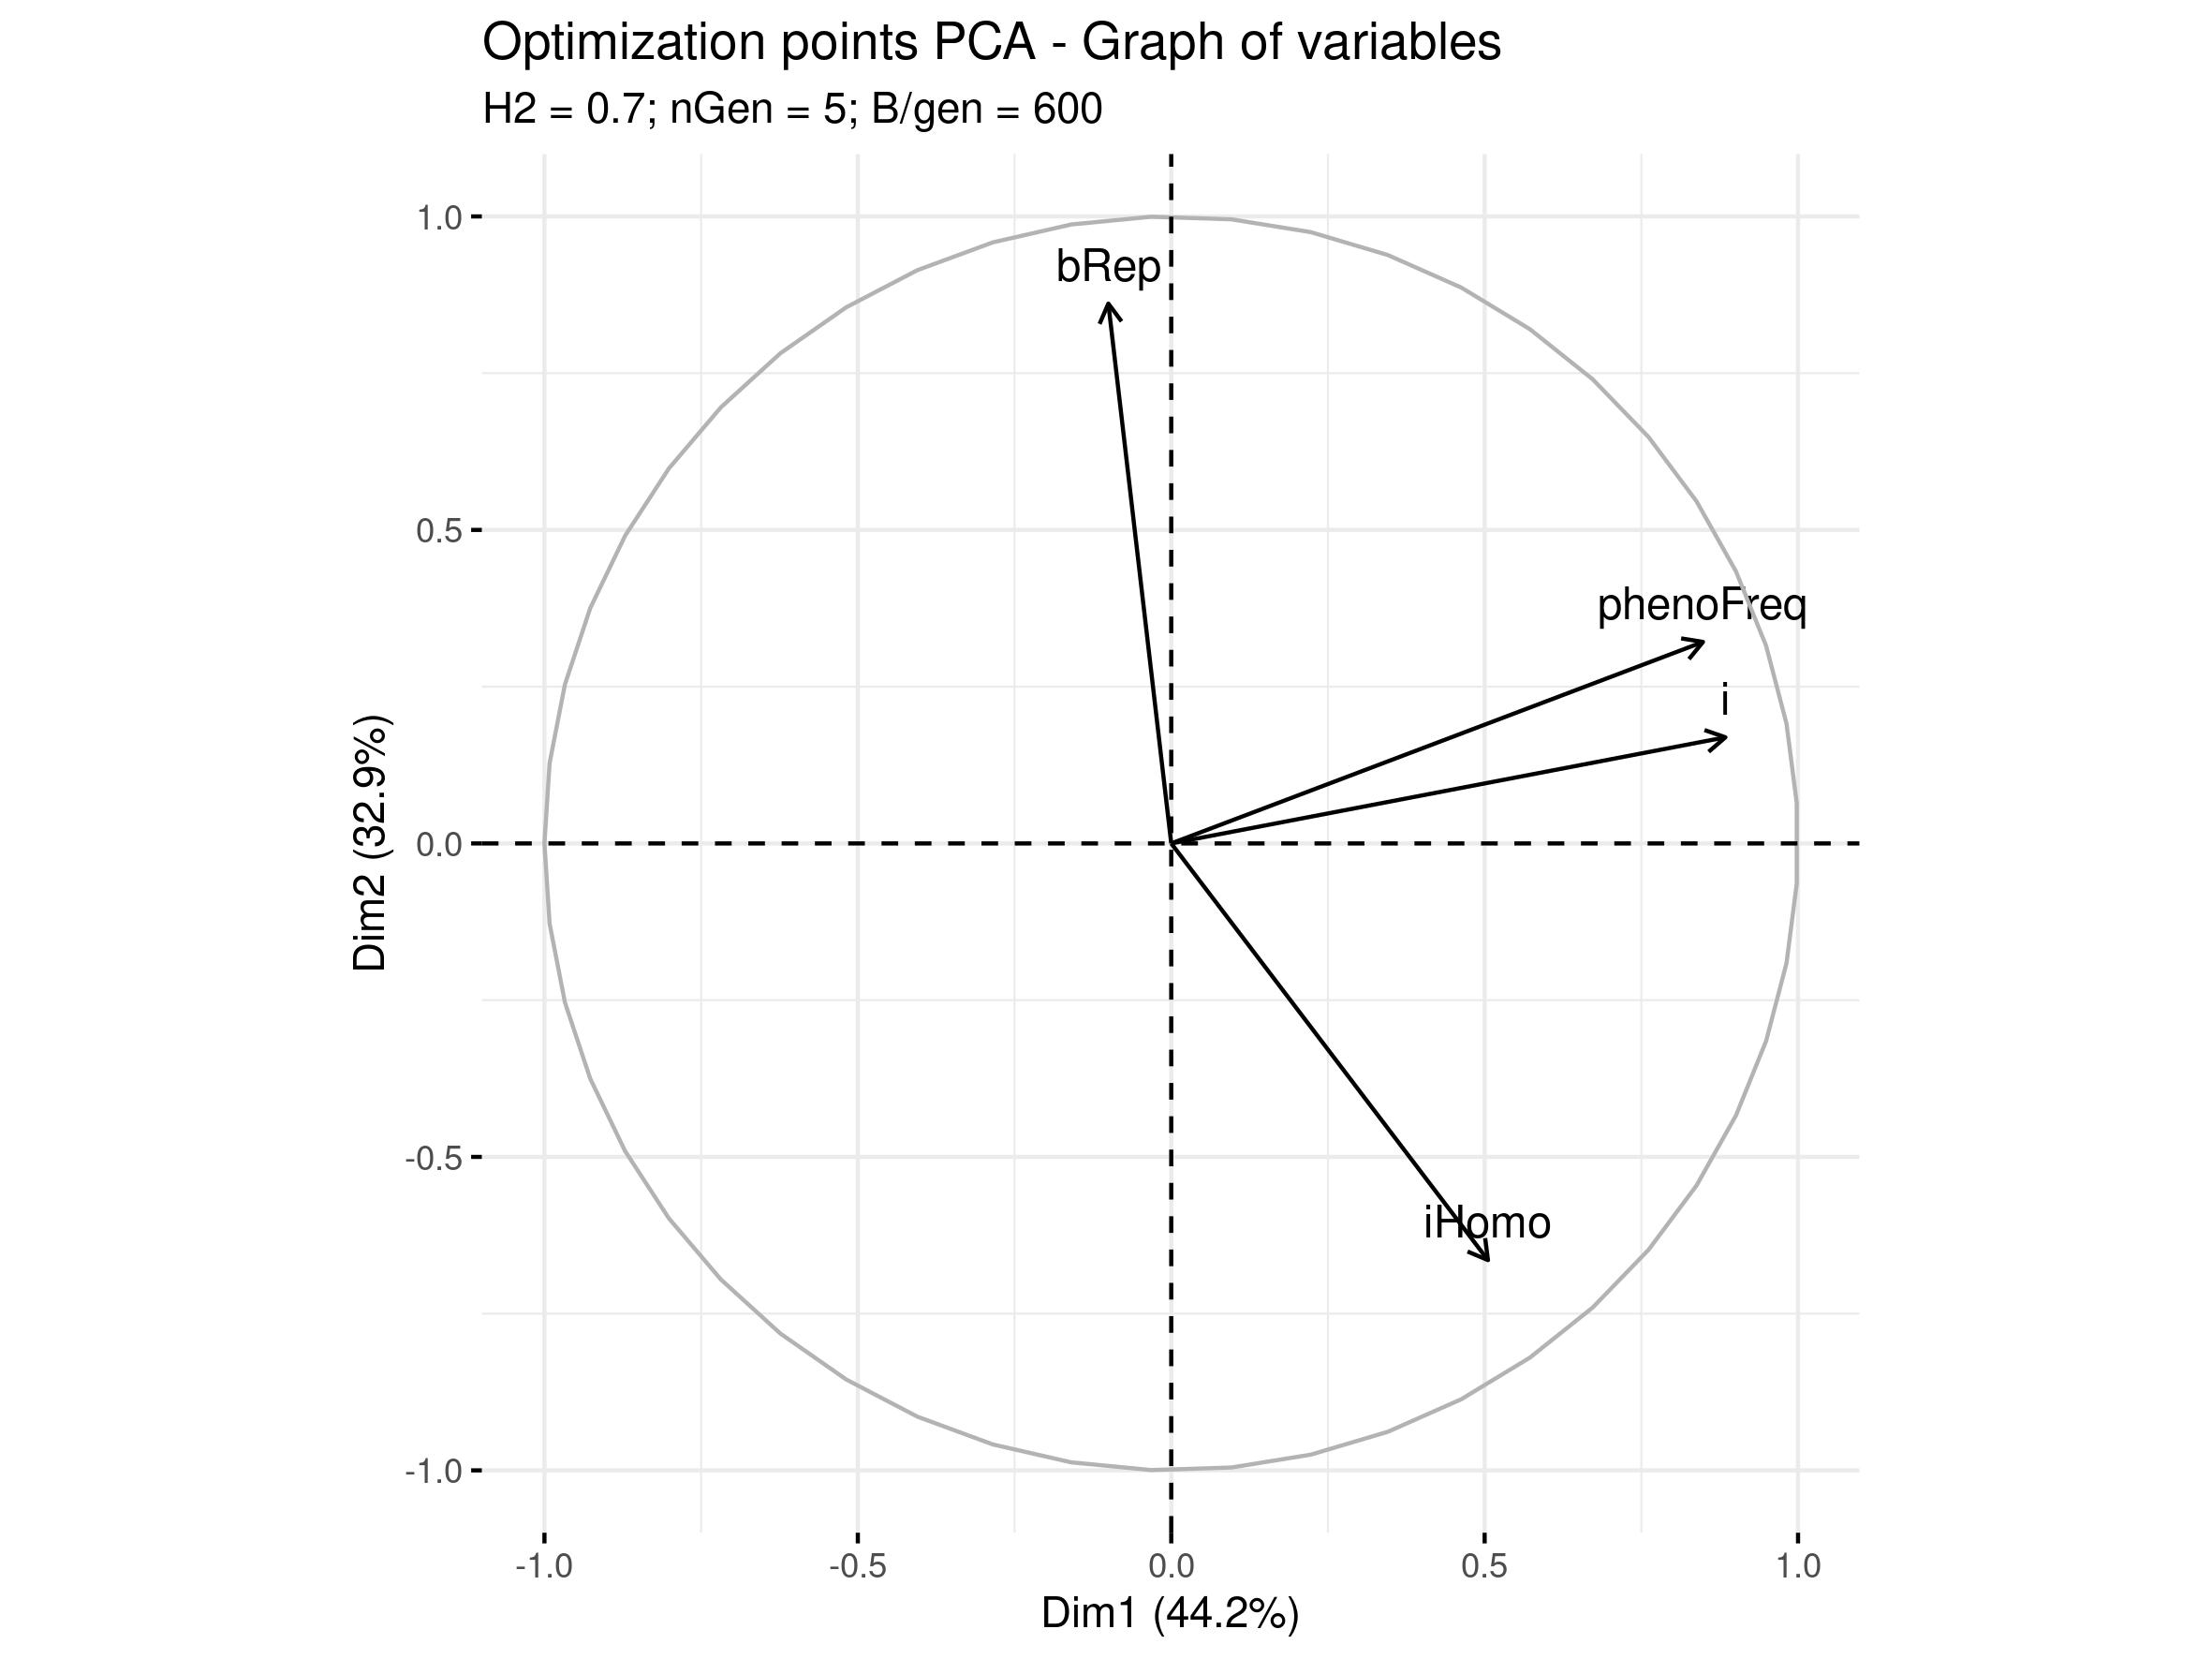 Optimization points PCA - Graph of variables
H2 = 0.7; nGen = 5; B/gen = 600
1.0
0.5
0.0
-0.5
-1.0
Dim2 (32.9%)
bRep
phenoFreq
i
iHomo
-1.0
-0.5
0.0
0.5
1.0
Dim1 (44.2%)